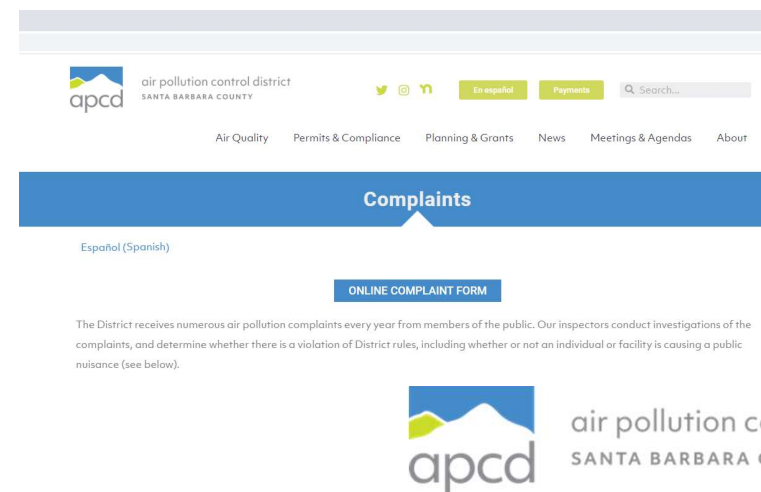 apcd
air pollution control district
SANTA BARBARA COUNTY
En español
Payments
Search...
Air Quality Permits & Compliance Planning & Grants News Meetings & Agendas About
Complaints
Español (Spanish)
ONLINE COMPLAINT FORM
The District receives numerous air pollution complaints every year from members of the public. Our inspectors conduct investigations of the
complaints, and determine whether there is a violation of District rules, including whether or not an individual or facility is causing a public
nuisance (see below).
apcd
air pollution c
SANTA BARBARA